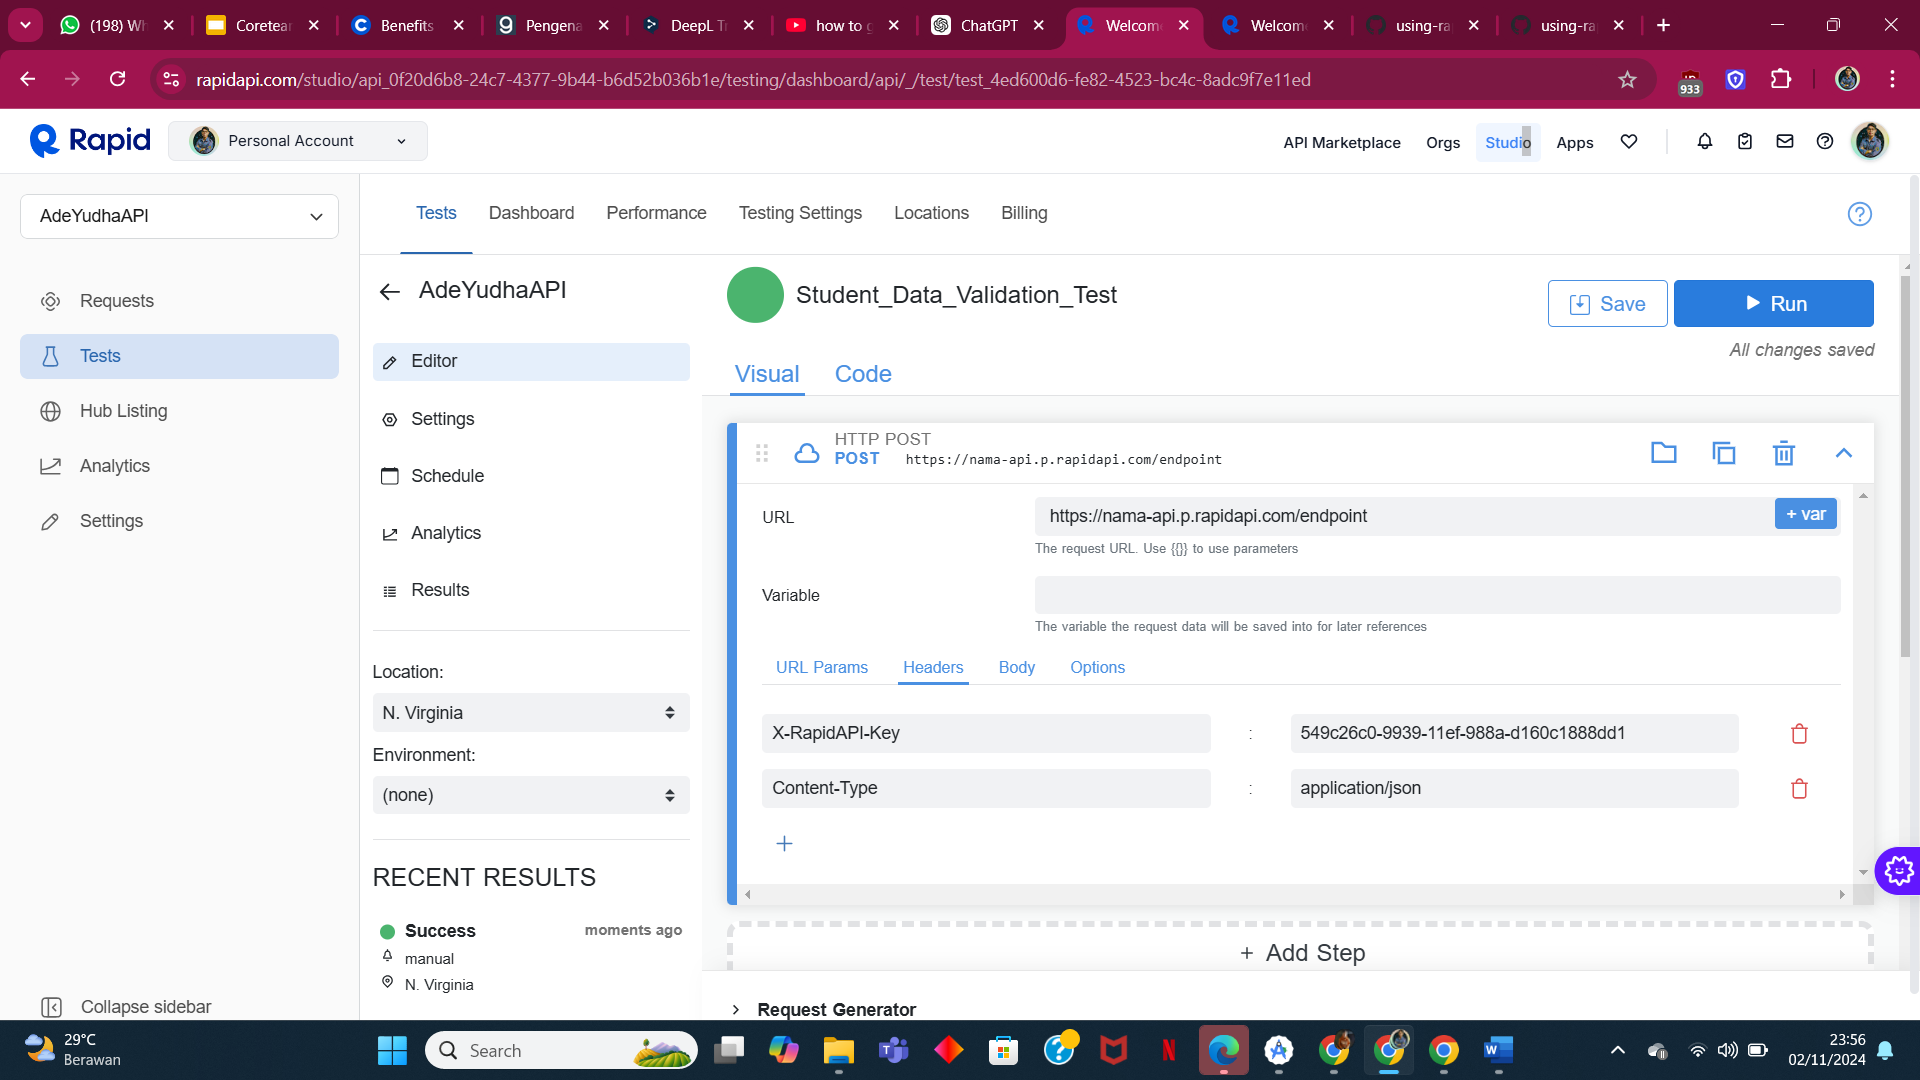 (198) Wh
Coretear
Benefits
Pengena
DeepL Tr
how to g
ChatGPT
Welcome
Welcome
using-ra
using-ra
rapidapi.com/studio/api_0f20d6b8-24c7-4377-9b44-b6d52b036b1e/testing/dashboard/api/_/test/test_4ed600d6-fe82-4523-bc4c-8adc9f7e11ed
933
Rapid
Personal Account
API Marketplace
Orgs
Studio
Apps
AdeYudhaAPI
Requests
Tests
Hub Listing
Analytics
Settings
Collapse sidebar
Tests
Dashboard
Performance
Testing Settings
Locations
Billing
AdeYudhaAPI
Editor
Settings
Schedule
Analytics
Results
Location:
N. Virginia
Environment:
(none)
RECENT RESULTS
Success
moments ago
manual
N. Virginia
Student_Data_Validation_Test
Save
Run
All changes saved
Visual
Code
HTTP POST
POST https://nama-api.p.rapidapi.com/endpoint
URL
https://nama-api.p.rapidapi.com/endpoint
+ var
The request URL. Use {{}} to use parameters
Variable
The variable the request data will be saved into for later references
URL Params
Headers
Body
Options
X-RapidAPI-Key : 549c26c0-9939-11ef-988a-d160c1888dd1
Content-Type : application/json
+ Add Step
Request Generator
29°C
Berawan
Search
23:56
02/11/2024